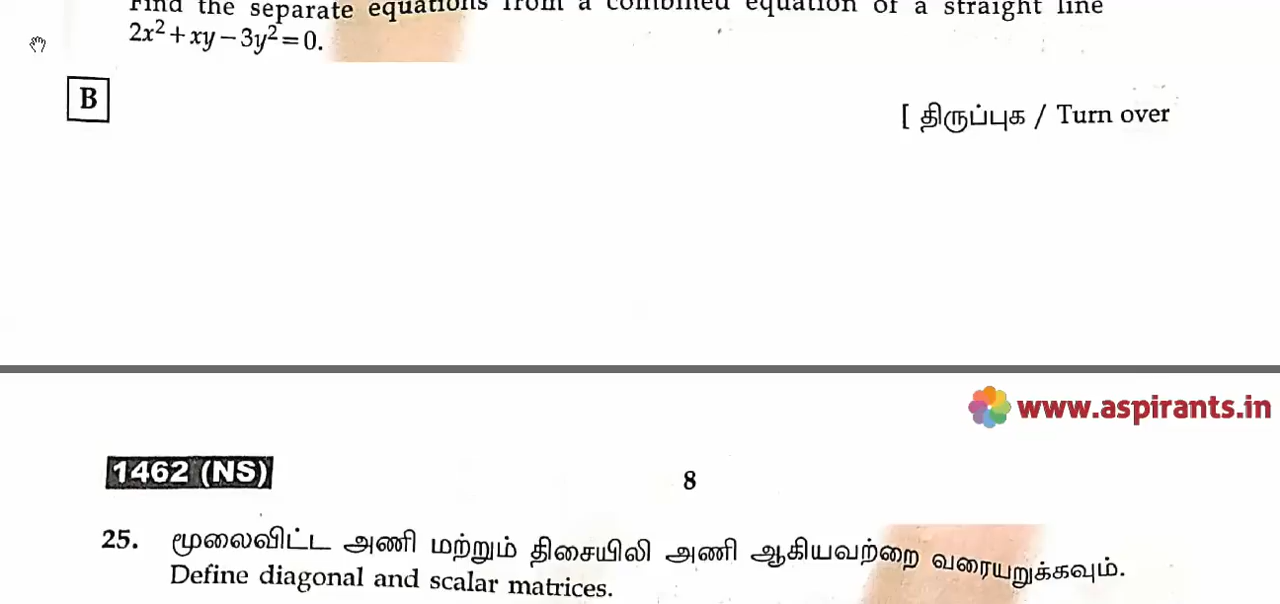 Find the separate equations from a combined equation of a straight line
2x²+xy−3y²=0.
B
[ திருப்புக / Turn over
www.aspirants.in
1462 (NS)
8
25. மூலைவிட்ட அணி மற்றும் திசையிலி அணி ஆகியவற்றை வரையறுக்கவும்.
Define diagonal and scalar matrices.